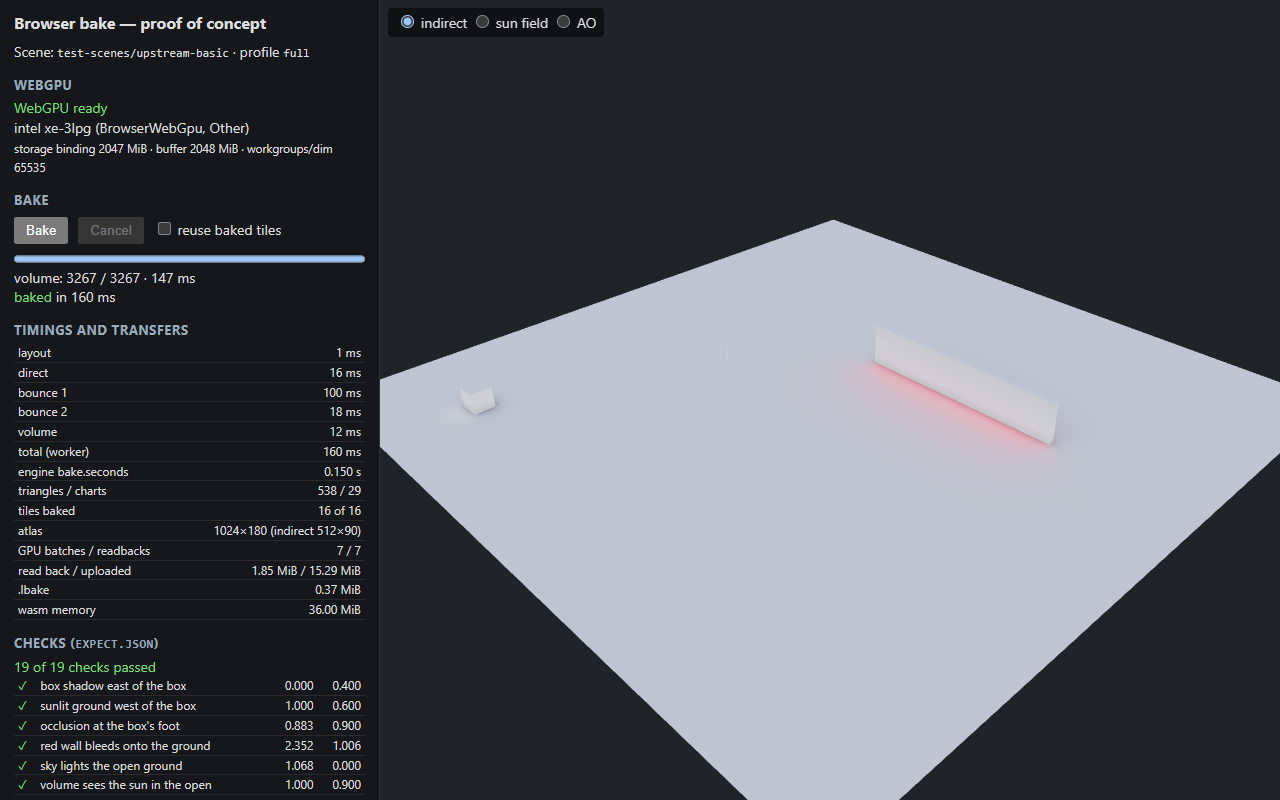 Browser bake — proof of concept
Scene: test-scenes/upstream-basic · profile full
WEBGPU
WebGPU ready
intel xe-3lpg (BrowserWebGpu, Other)
storage binding 2047 MiB · buffer 2048 MiB · workgroups/dim
65535
BAKE
Bake Cancel reuse baked tiles
volume: 3267 / 3267 · 147 ms
baked in 160 ms
TIMINGS AND TRANSFERS
layout 1 ms
direct 16 ms
bounce 1 100 ms
bounce 2 18 ms
volume 12 ms
total (worker) 160 ms
engine bake.seconds 0.150 s
triangles / charts 538 / 29
tiles baked 16 of 16
atlas 1024×180 (indirect 512×90)
GPU batches / readbacks 7 / 7
read back / uploaded 1.85 MiB / 15.29 MiB
.lbake 0.37 MiB
wasm memory 36.00 MiB
CHECKS (EXPECT.JSON)
19 of 19 checks passed
✓ box shadow east of the box 0.000 0.400
✓ sunlit ground west of the box 1.000 0.600
✓ occlusion at the box's foot 0.883 0.900
✓ red wall bleeds onto the ground 2.352 1.006
✓ sky lights the open ground 1.068 0.000
✓ volume sees the sun in the open 1.000 0.900
indirect sun field AO